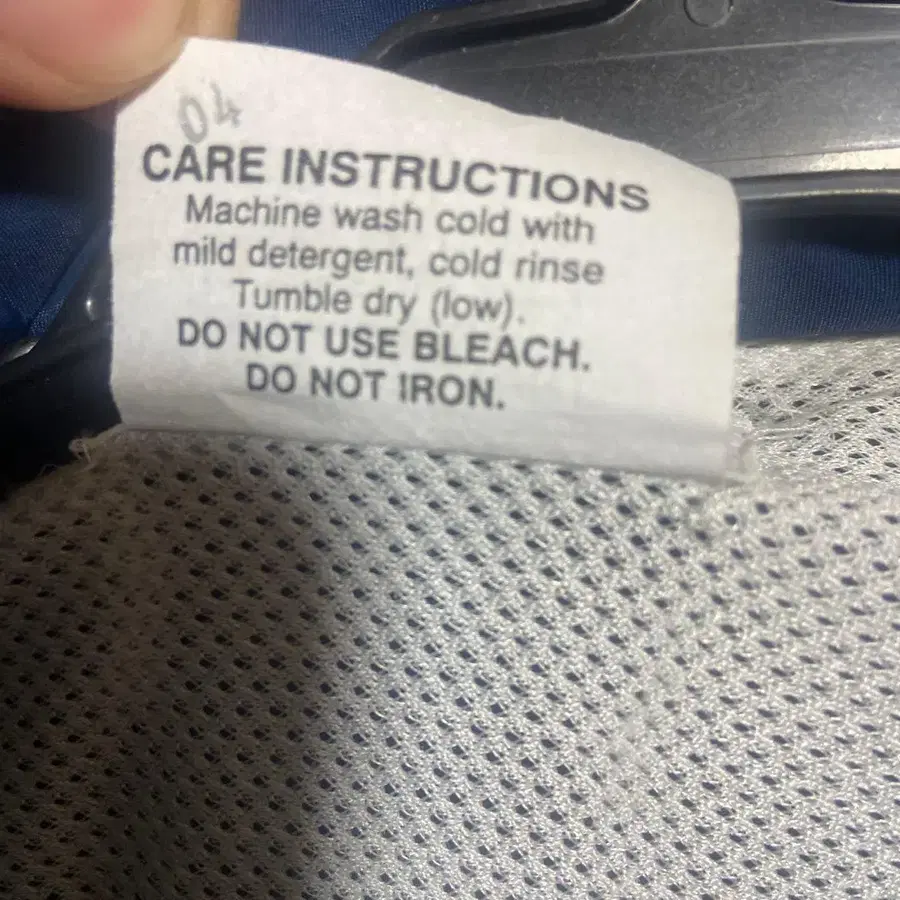 04
CARE INSTRUCTIONS
Machine wash cold with
mild detergent, cold rinse
Tumble dry (low).
DO NOT USE BLEACH.
DO NOT IRON.